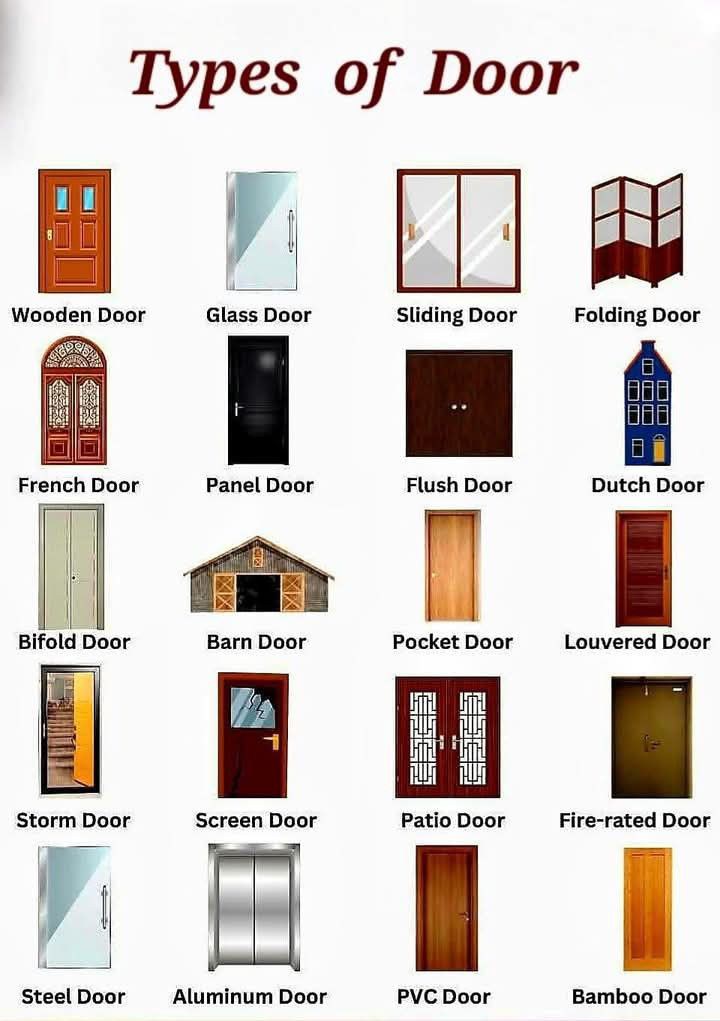 Types of Door
Wooden Door
Glass Door
Sliding Door
Folding Door
French Door
Panel Door
Flush Door
Dutch Door
Bifold Door
Barn Door
Pocket Door
Louvered Door
Storm Door
Screen Door
Patio Door
Fire-rated Door
Steel Door
Aluminum Door
PVC Door
Bamboo Door